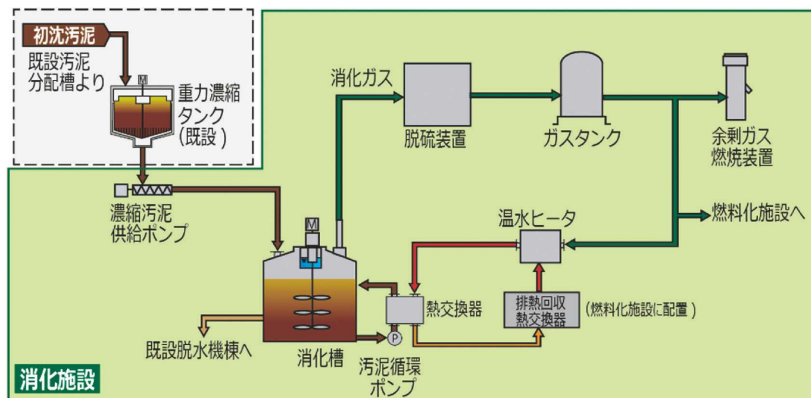 初沈汚泥
既設汚泥
分配槽より
M
重力濃縮
タンク
(既設)
濃縮汚泥
供給ポンプ
消化ガス
脱硫装置
ガスタンク
余剰ガス
燃焼装置
燃料化施設へ
温水ヒータ
M
熱交換器
排熱回収
熱交換器
(燃料化施設に配置)
P
既設脱水機棟へ
消化槽
汚泥循環
ポンプ
消化施設